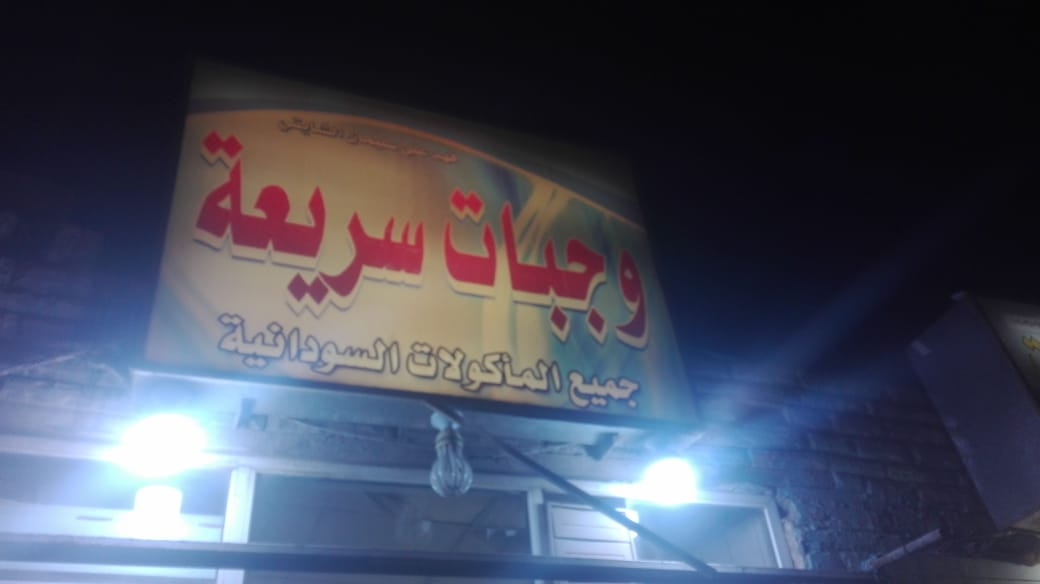 وجبات سريعة
جميع المأكولات السودانية